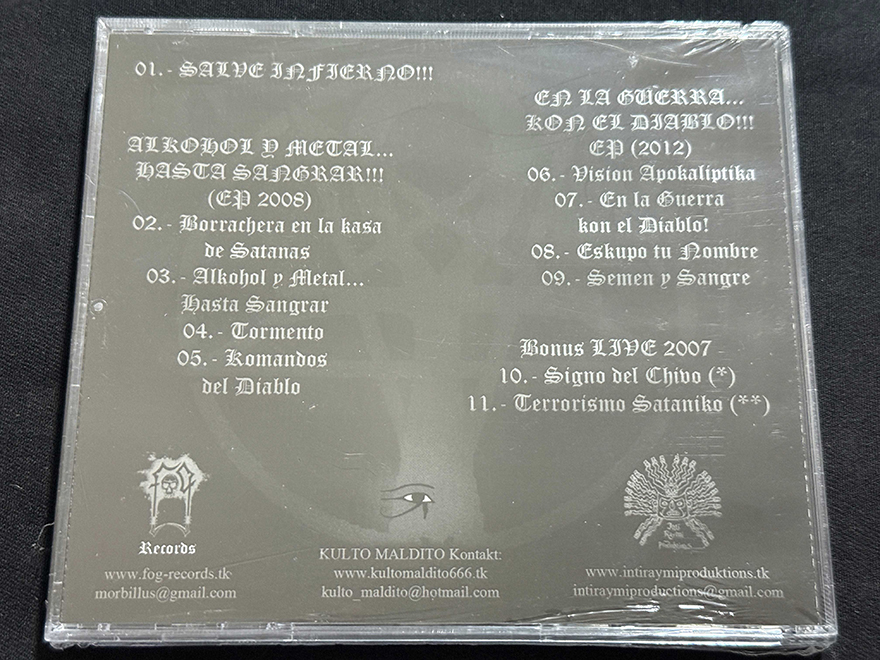 01.- SALVE INFIERNO!!!
ALKOHOL Y METAL...
HASTA SANGRAR!!!
(EP 2008)
02.- Borrachera en la kasa
de Satanas
03.- Alkohol y Metal...
Hasta Sangrar
04.- Tormento
05.- Komandos
del Diablo
EN LA GUERRA...
KON EL DIABLO!!!
EP (2012)
06.- Vision Apokaliptika
07.- En la Guerra
kon el Diablo!
08.- Eskupo tu Nombre
09.- Semen y Sangre
Bonus LIVE 2007
10.- Signo del Chivo (*)
11.- Terrorismo Sataniko (**)
FOG
Records
www.fog-records.tk
morbillus@gmail.com
KULTO MALDITO Kontakt:
www.kultomaldito666.tk
kulto_maldito@hotmail.com
Inti
Raymi
Produktions
www.intiraymiproduktions.tk
intiraymiproductions@gmail.com